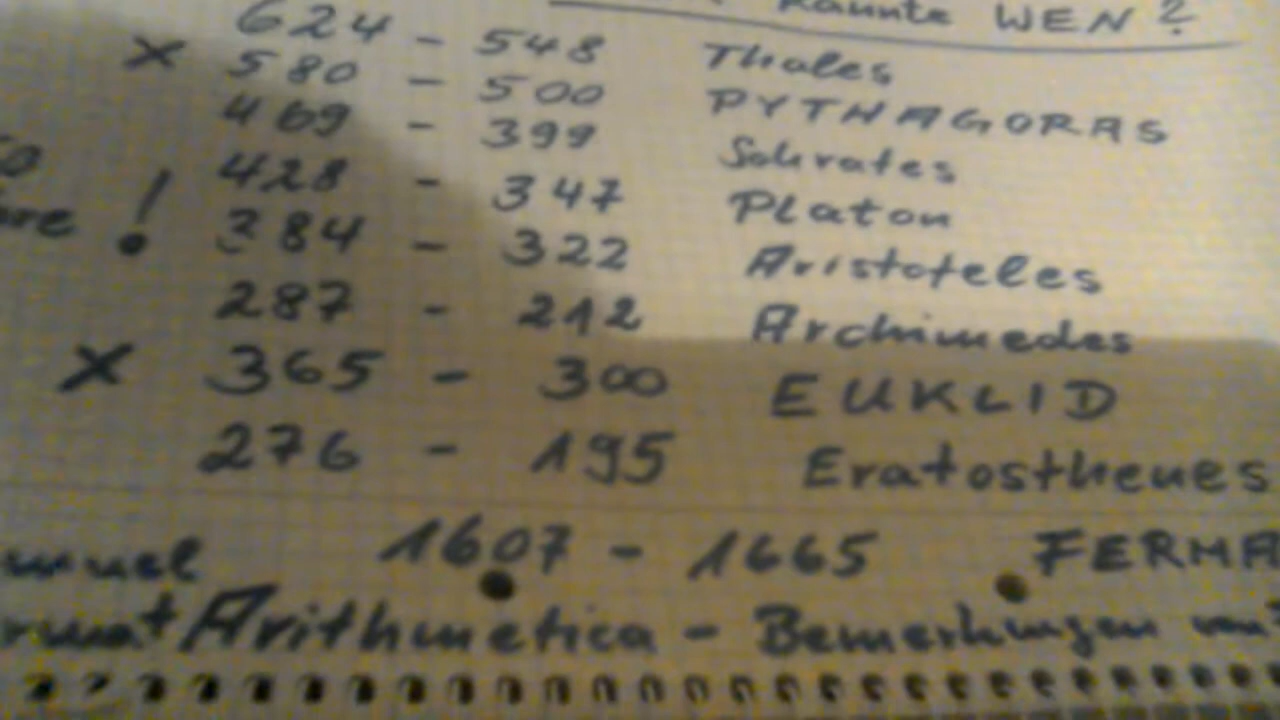 kannte WEN?
624 - 548 Thales
x 580 - 500 PYTHAGORAS
469 - 399 Sokrates
428 - 347 Platon
! 384 - 322 Aristoteles
287 - 212 Archimedes
x 365 - 300 EUKLID
276 - 195 Eratosthenes
1607 - 1665 FERMA
Arithmetica - Bemerkungen von